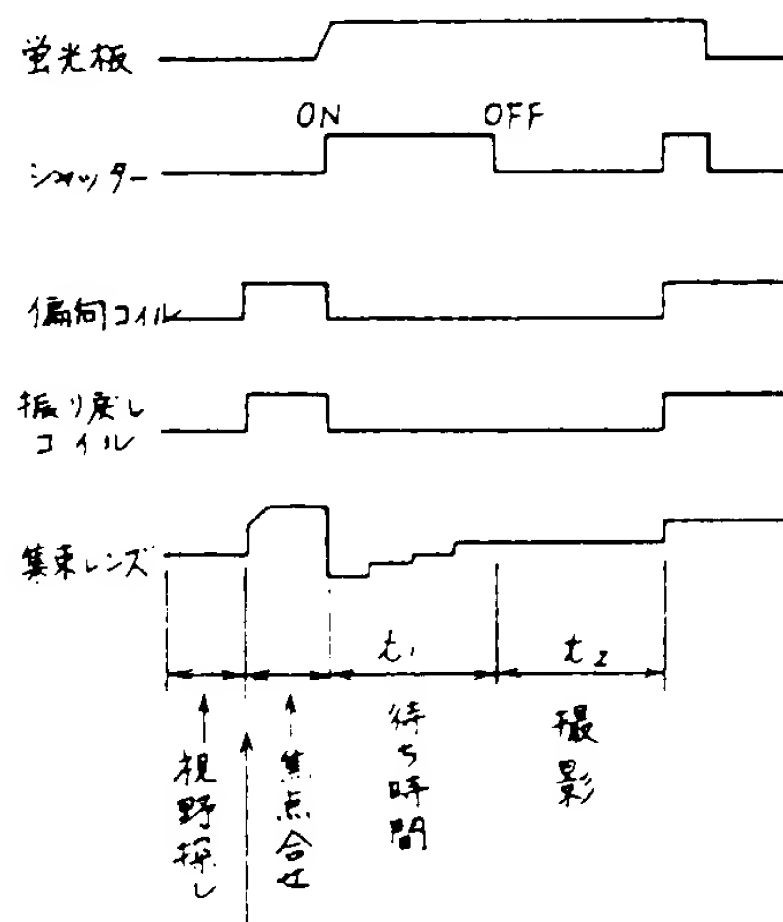 蛍光板
ON
OFF
シャッター
偏向コイル
振り戻し
コイル
集束レンズ
t₁
t₂
視野探し
焦点合せ
待ち時間
撮影